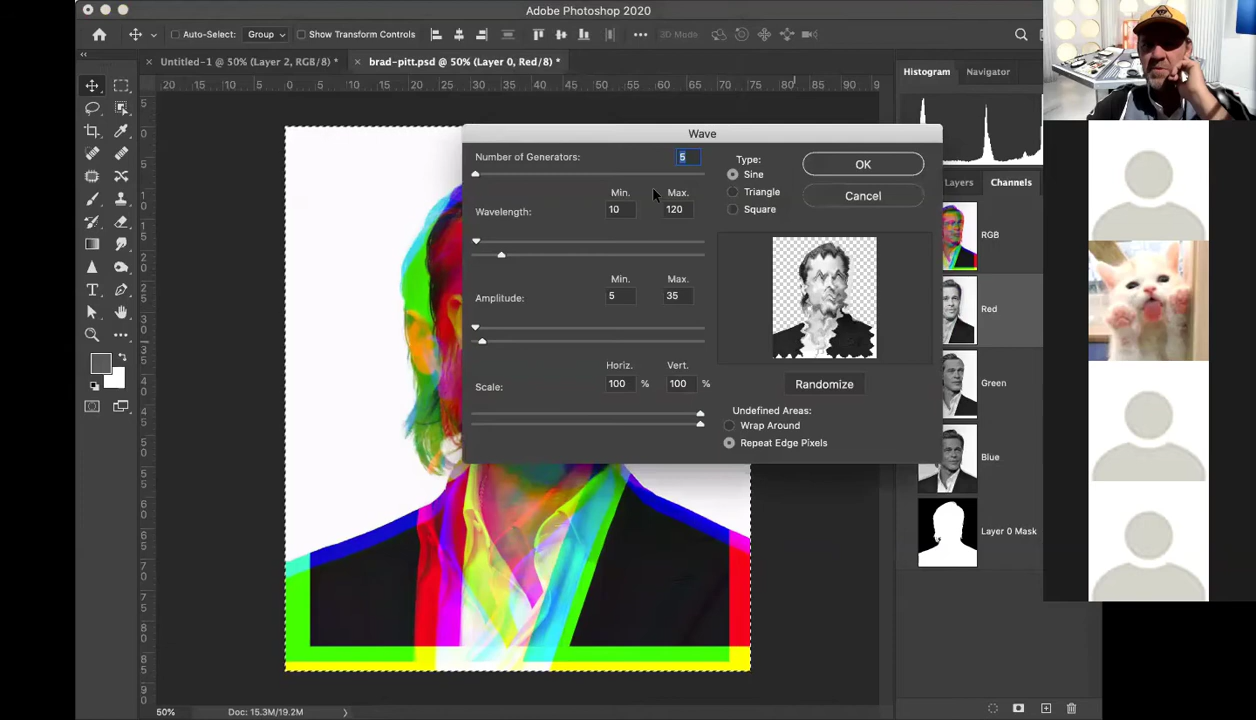 Adobe Photoshop 2020
Auto-Select: Group Show Transform Controls 3D Mode
Untitled-1 @ 50% (Layer 2, RGB/8) * brad-pitt.psd @ 50% (Layer 0, Red/8) *
Histogram Navigator
Wave
Number of Generators: 5
Type:
Sine
Triangle
Square
OK
Cancel
Min. Max.
Wavelength: 10 120
Min. Max.
Amplitude: 5 35
Horiz. Vert.
Scale: 100 % 100 %
Randomize
Undefined Areas:
Wrap Around
Repeat Edge Pixels
Layers Channels
RGB
Red
Green
Blue
Layer 0 Mask
50% Doc: 15.3M/19.2M